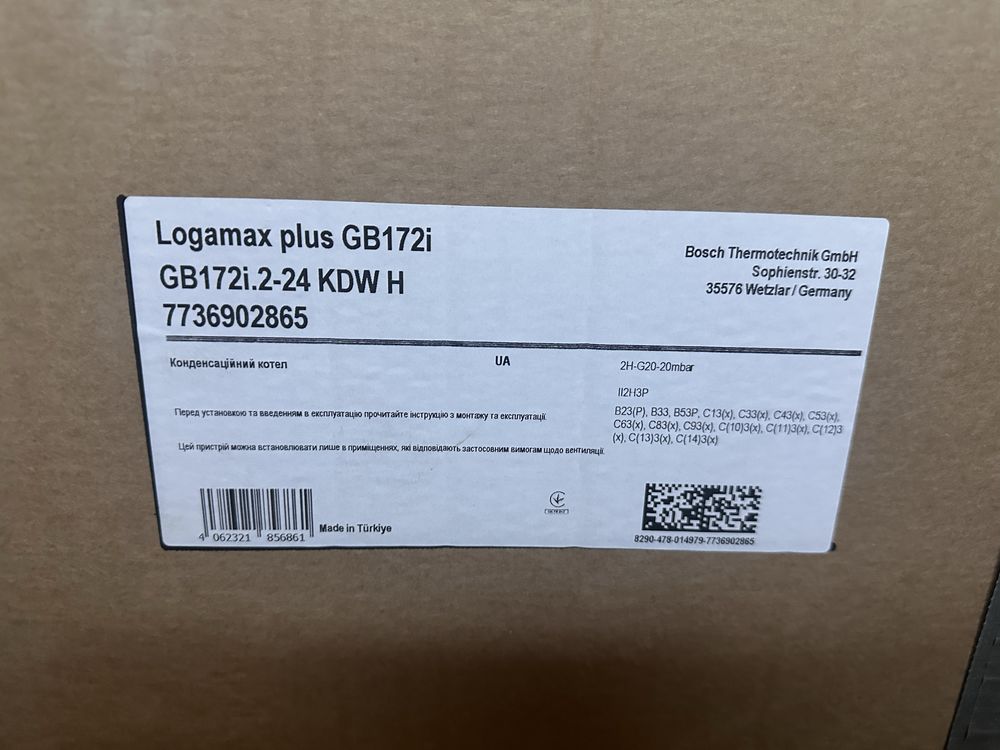 Logamax plus GB172i
GB172i.2-24 KDW H
7736902865
Bosch Thermotechnik GmbH
Sophienstr. 30-32
35576 Wetzlar / Germany
Конденсаційний котел
UA
2H-G20-20mbar
II2H3P
B23(P), B33, B53P, C13(x), C33(x), C43(x), C53(x),
C63(x), C83(x), C93(x), C(10)3(x), C(11)3(x), C(12)3
(x), C(13)3(x), C(14)3(x)
Перед установкою та введенням в експлуатацію прочитайте інструкцію з монтажу та експлуатації.
Цей пристрій можна встановлювати лише в приміщеннях, які відповідають застосовним вимогам щодо вентиляції.
4 062321 856861
Made in Türkiye
8290-478-014979-7736902865